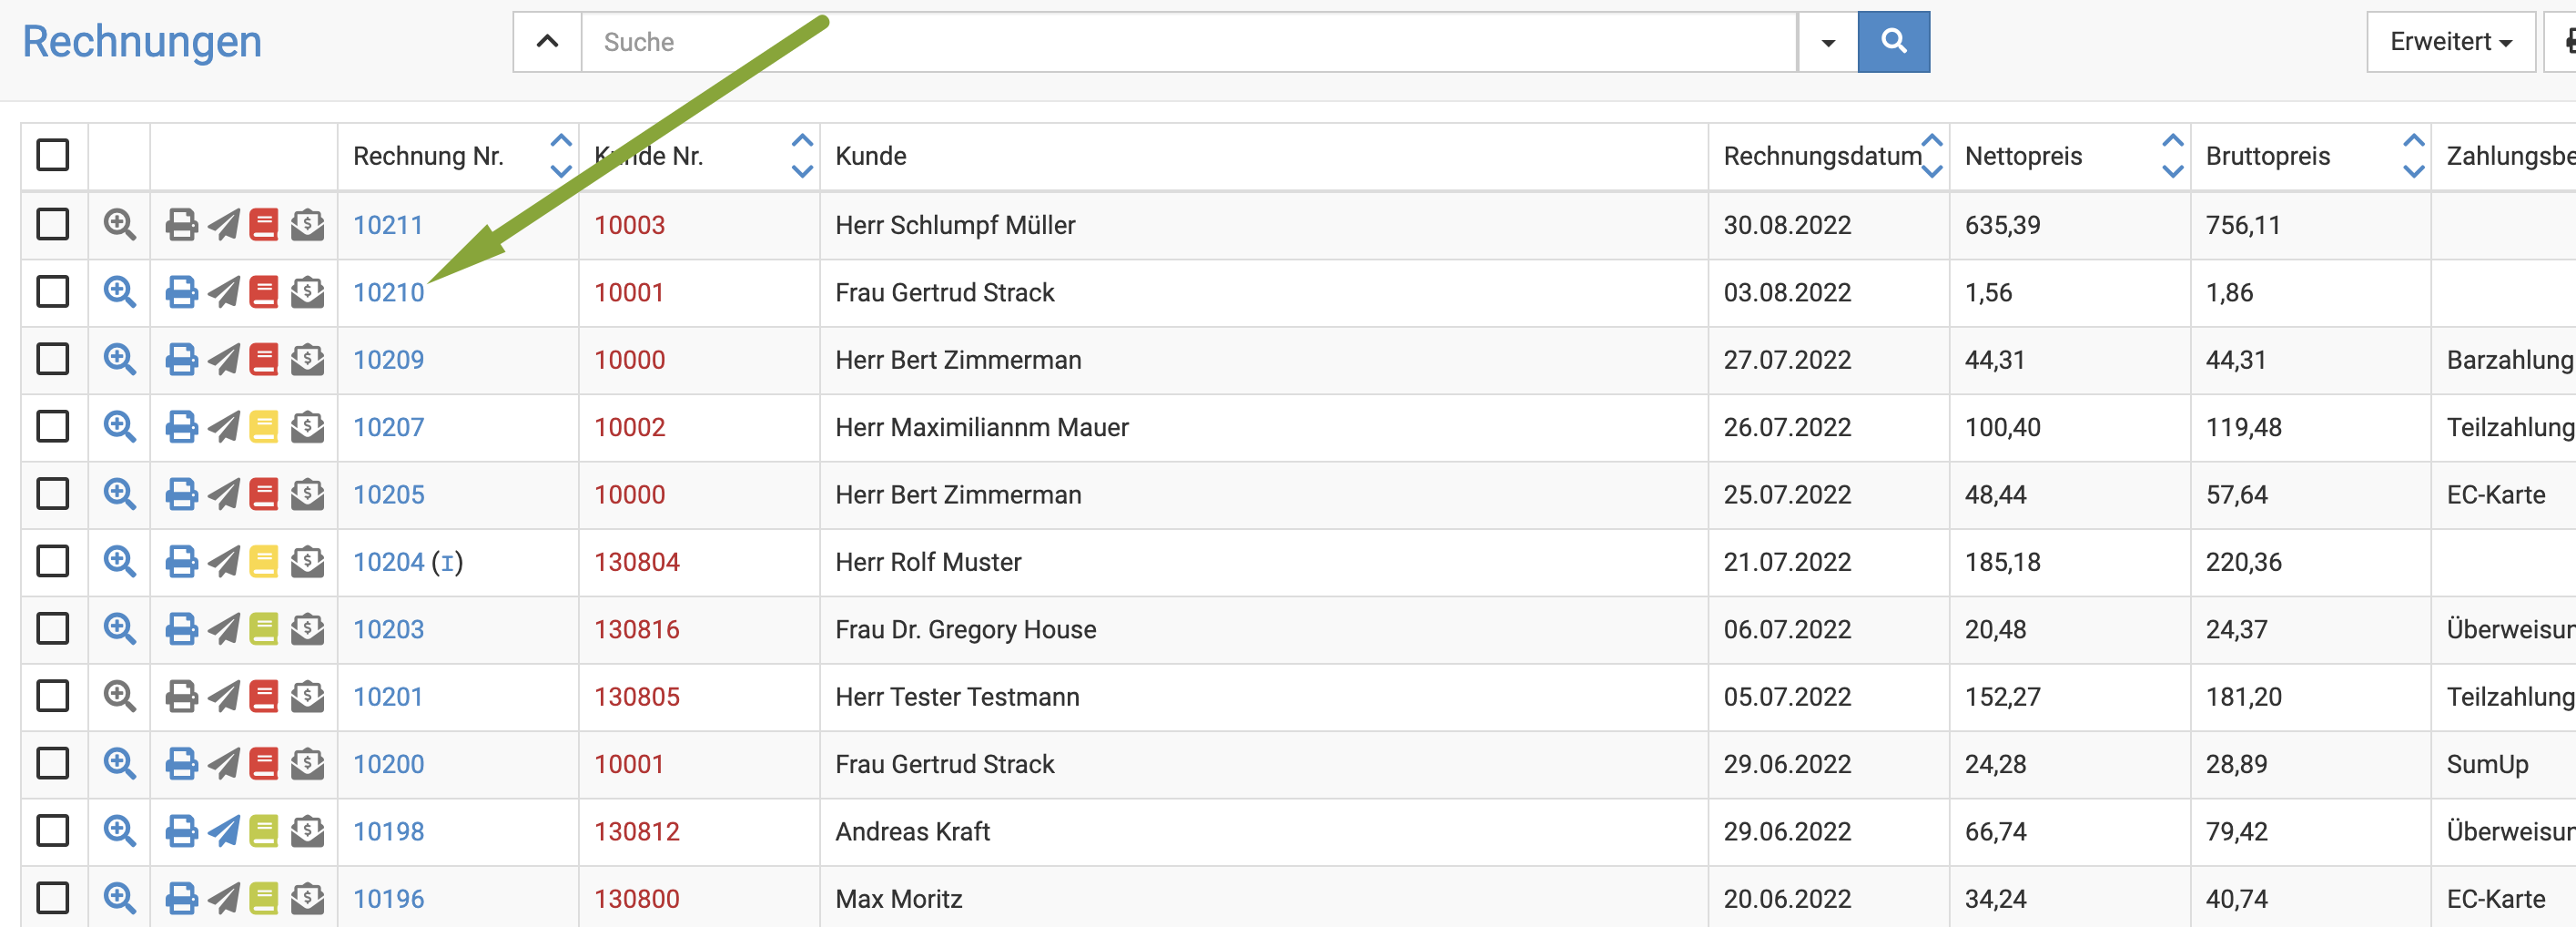 Rechnungen Suche Erweitert
Rechnung Nr. Kunde Nr. Kunde Rechnungsdatum Nettopreis Bruttopreis Zahlungsbe
10211 10003 Herr Schlumpf Müller 30.08.2022 635,39 756,11
10210 10001 Frau Gertrud Strack 03.08.2022 1,56 1,86
10209 10000 Herr Bert Zimmerman 27.07.2022 44,31 44,31 Barzahlung
10207 10002 Herr Maximiliannm Mauer 26.07.2022 100,40 119,48 Teilzahlung
10205 10000 Herr Bert Zimmerman 25.07.2022 48,44 57,64 EC-Karte
10204 (I) 130804 Herr Rolf Muster 21.07.2022 185,18 220,36
10203 130816 Frau Dr. Gregory House 06.07.2022 20,48 24,37 Überweisun
10201 130805 Herr Tester Testmann 05.07.2022 152,27 181,20 Teilzahlung
10200 10001 Frau Gertrud Strack 29.06.2022 24,28 28,89 SumUp
10198 130812 Andreas Kraft 29.06.2022 66,74 79,42 Überweisun
10196 130800 Max Moritz 20.06.2022 34,24 40,74 EC-Karte